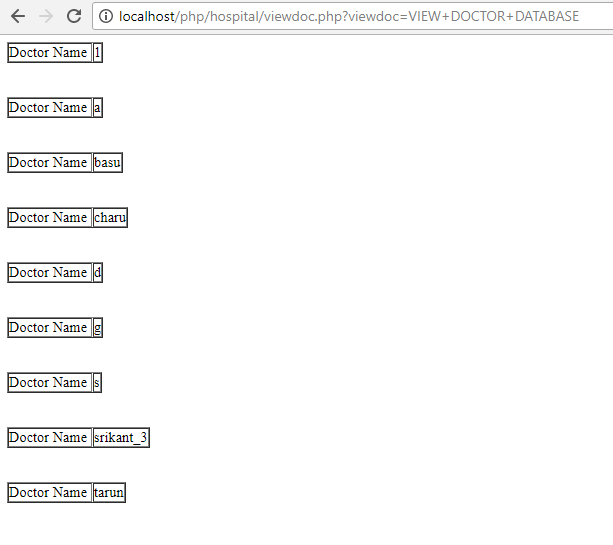 localhost/php/hospital/viewdoc.php?viewdoc=VIEW+DOCTOR+DATABASE
Doctor Name 1
Doctor Name a
Doctor Name basu
Doctor Name charu
Doctor Name d
Doctor Name g
Doctor Name s
Doctor Name srikant_3
Doctor Name tarun